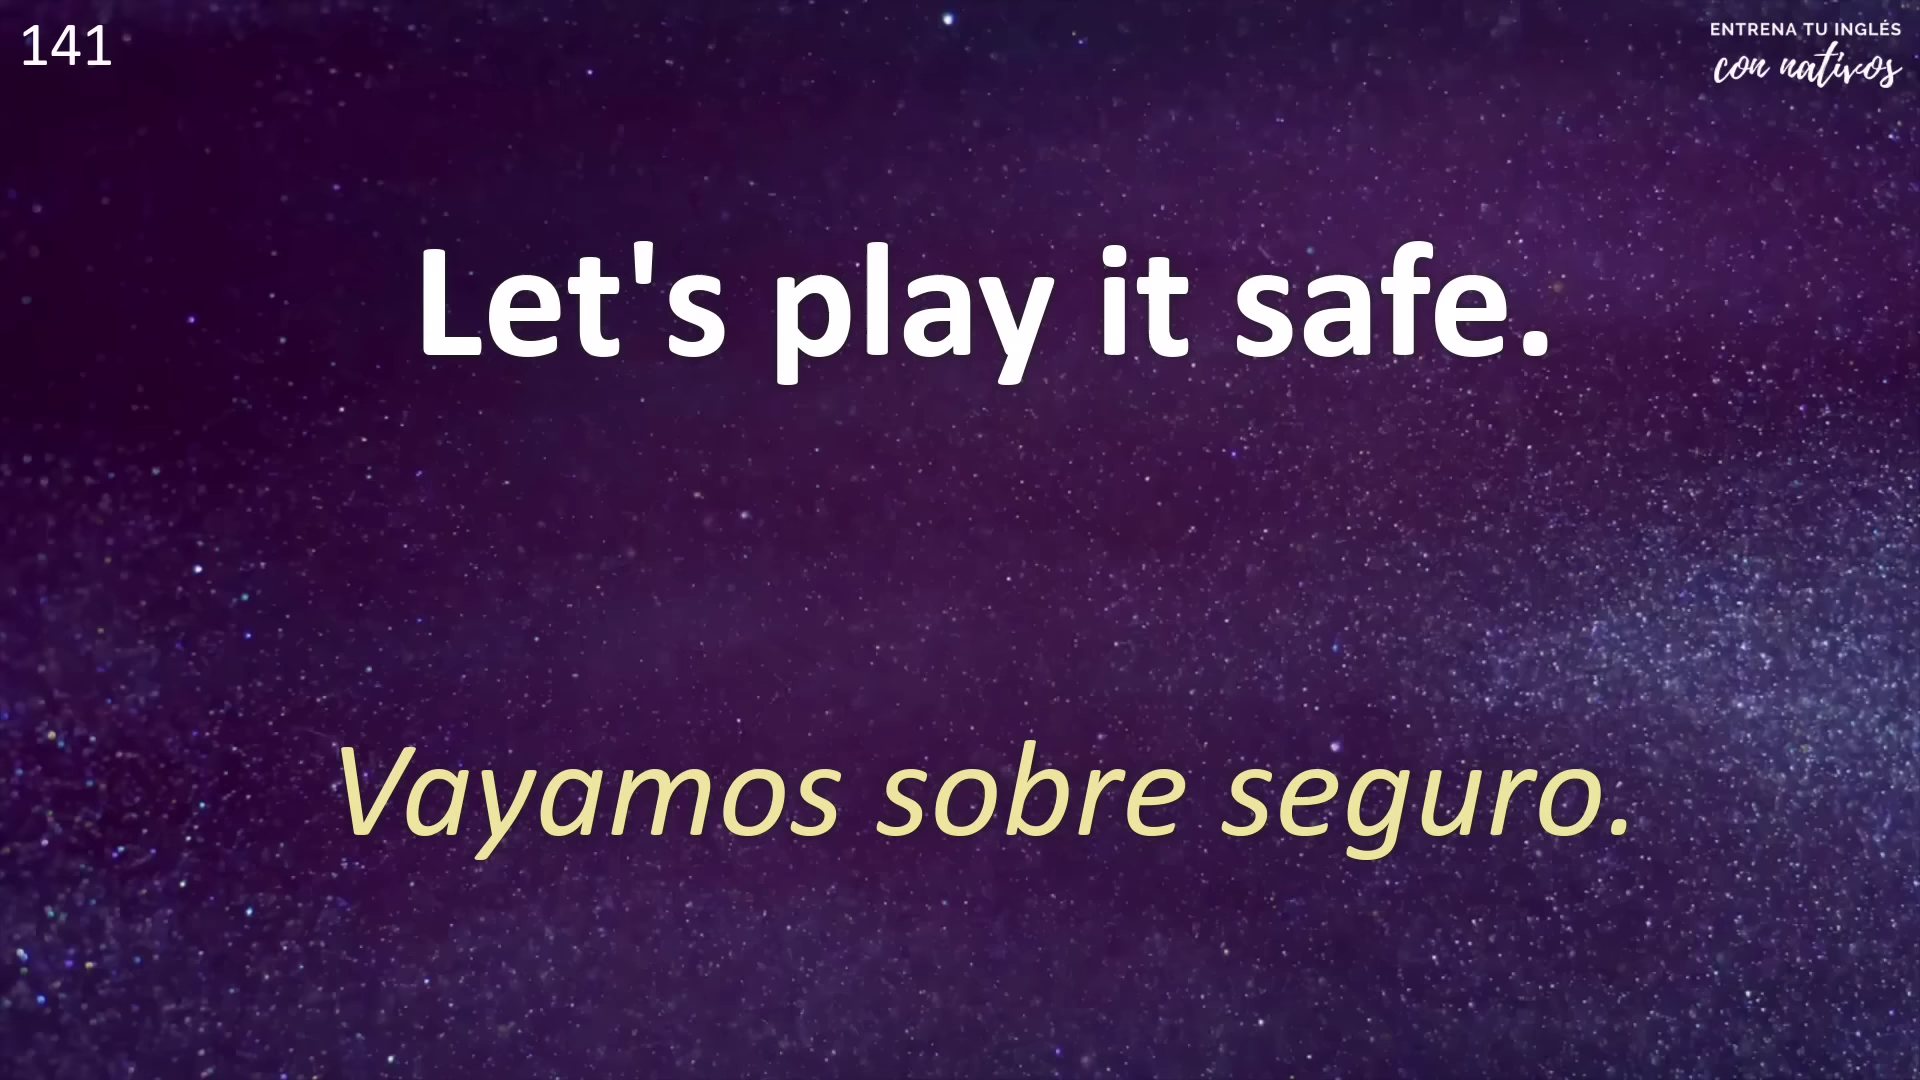 141
ENTRENA TU INGLÉS
con nativos
Let's play it safe.
Vayamos sobre seguro.